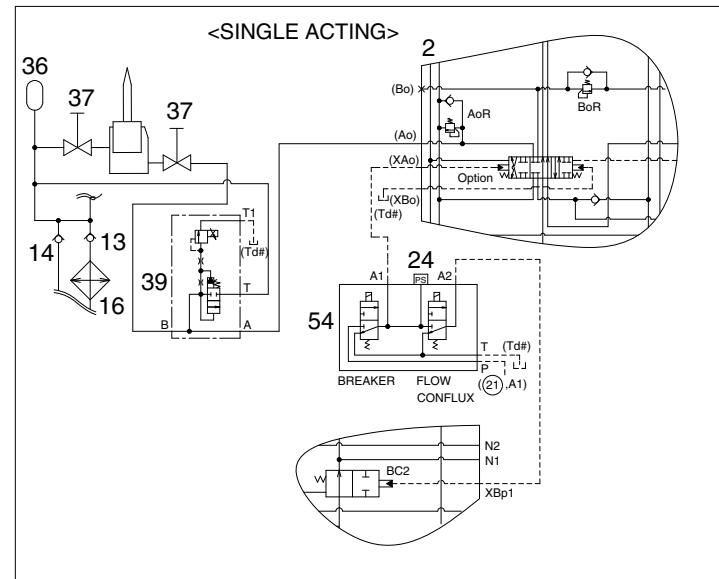 <SINGLE ACTING>
2
36
37
37
(Bo)
AoR
BoR
(Ao)
(XAo)
Option
(XBo)
(Td#)
T1
(Td#)
14
13
39
16
T
B
A
A1
24
A2
PS
54
T
(Td#)
P
(21 ,A1)
BREAKER
FLOW
CONFLUX
N2
N1
BC2
XBp1